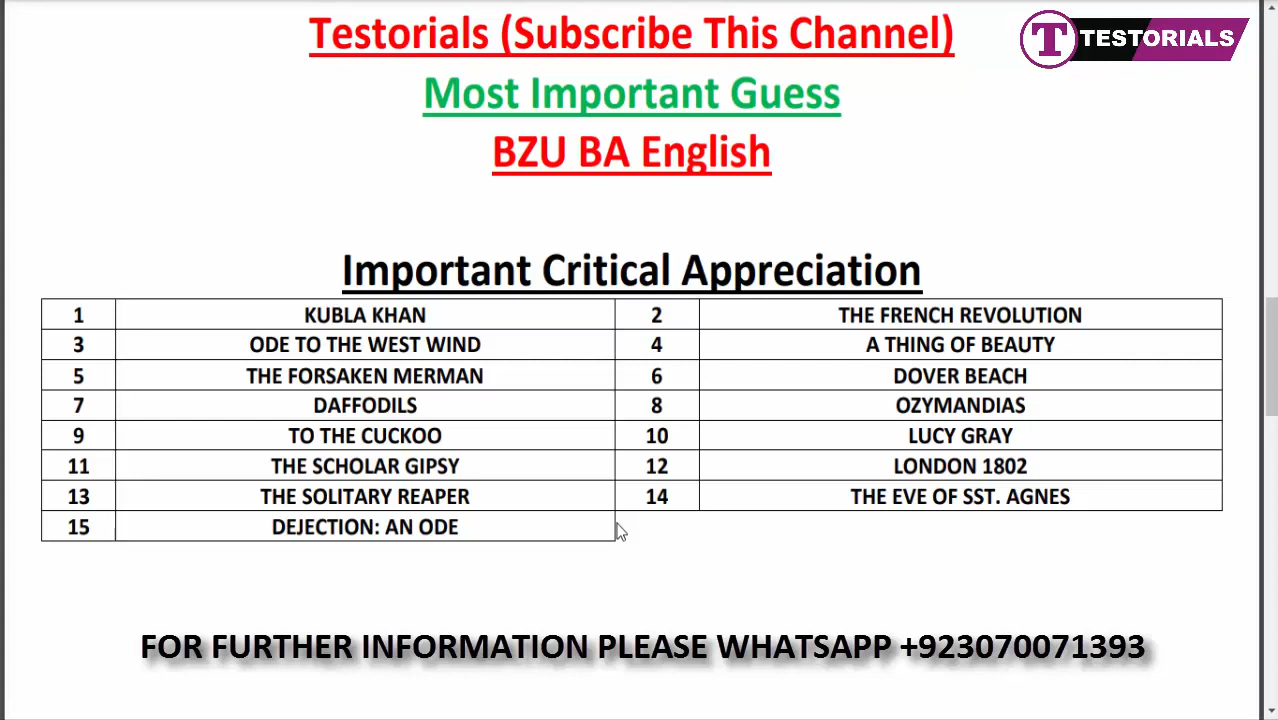 Testorials (Subscribe This Channel)
T TESTORIALS
Most Important Guess
BZU BA English
Important Critical Appreciation
1 KUBLA KHAN 2 THE FRENCH REVOLUTION
3 ODE TO THE WEST WIND 4 A THING OF BEAUTY
5 THE FORSAKEN MERMAN 6 DOVER BEACH
7 DAFFODILS 8 OZYMANDIAS
9 TO THE CUCKOO 10 LUCY GRAY
11 THE SCHOLAR GIPSY 12 LONDON 1802
13 THE SOLITARY REAPER 14 THE EVE OF SST. AGNES
15 DEJECTION: AN ODE
FOR FURTHER INFORMATION PLEASE WHATSAPP +923070071393